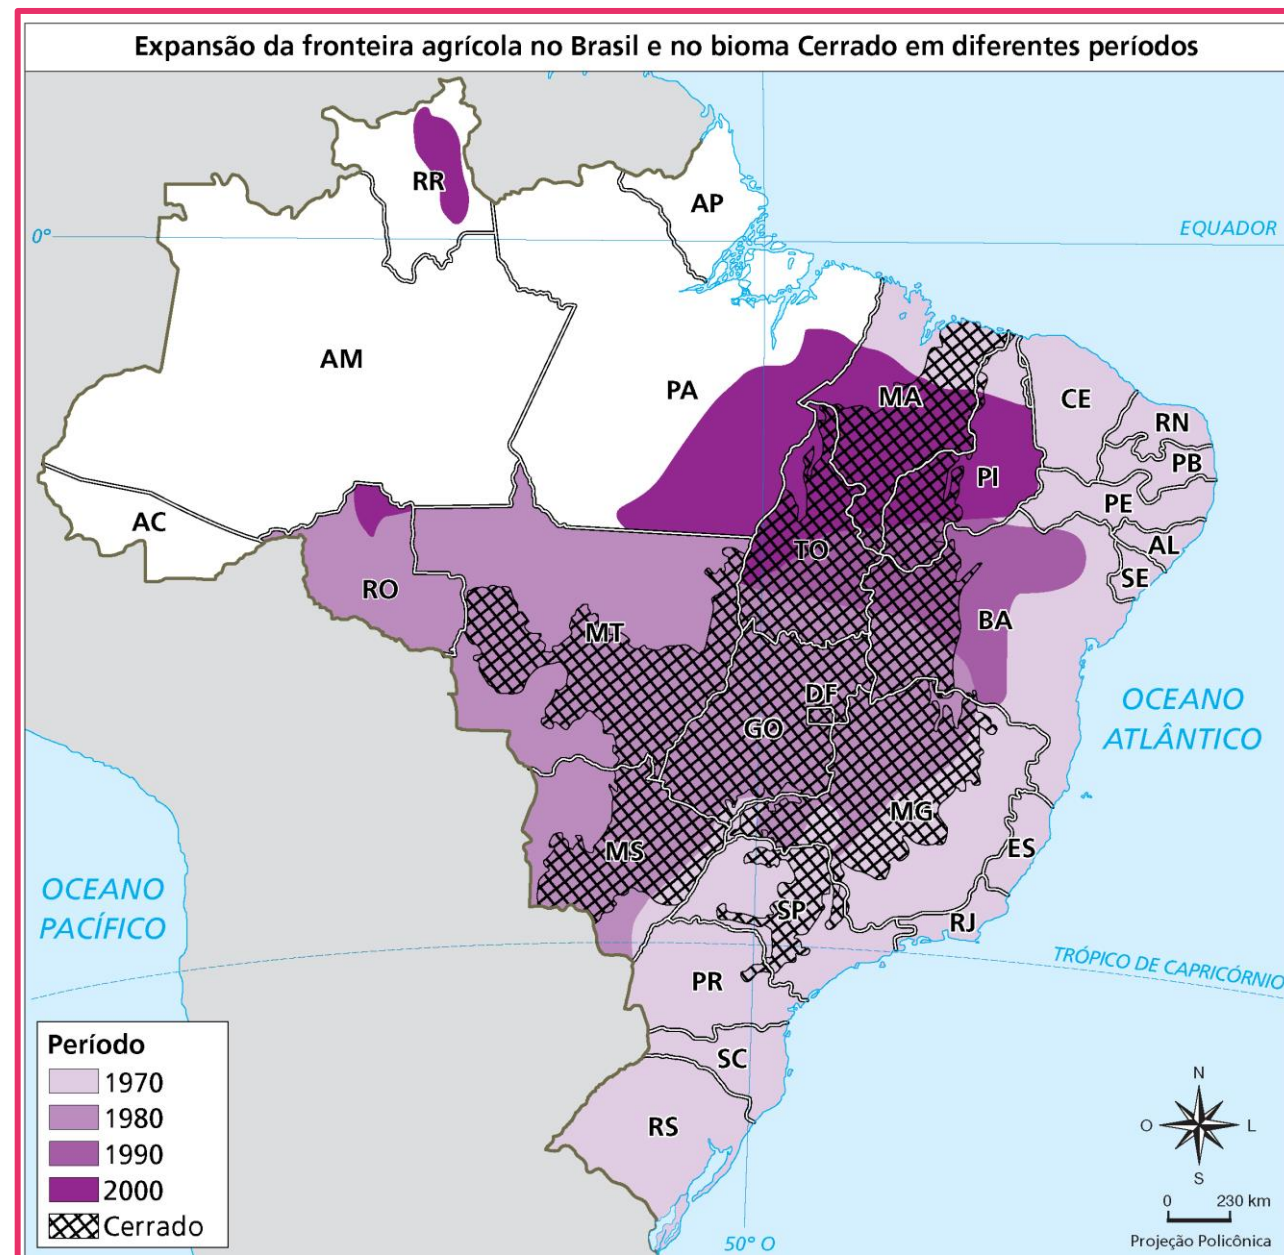 Expansão da fronteira agrícola no Brasil e no bioma Cerrado em diferentes períodos
RR
AP
0°
EQUADOR
AM
PA
MA
CE
RN
PB
PI
PE
AC
TO
AL
SE
RO
MT
BA
DF
GO
OCEANO
ATLÂNTICO
MG
MS
ES
OCEANO
PACÍFICO
SP
RJ
TRÓPICO DE CAPRICÓRNIO
PR
SC
RS
Período
1970
1980
1990
2000
Cerrado
50° O
N
O
L
S
0 230 km
Projeção Policônica